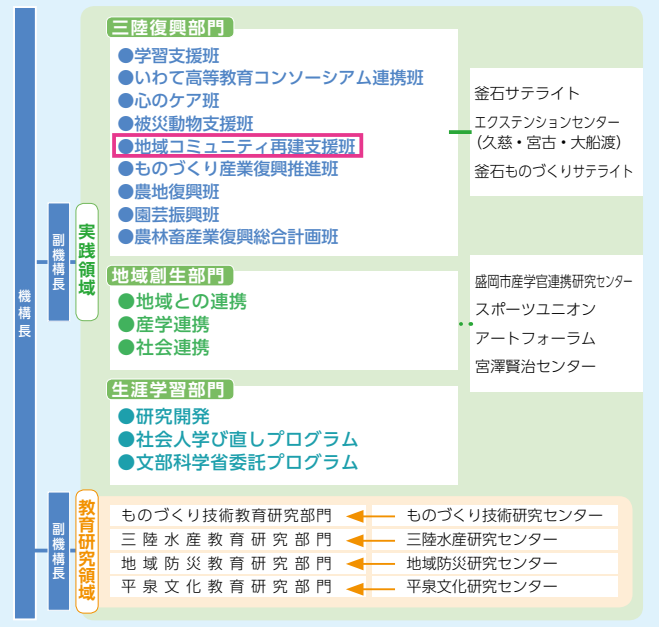 機構長
副機構長
実践領域
三陸復興部門
●学習支援班
●いわて高等教育コンソーシアム連携班
●心のケア班
●被災動物支援班
●地域コミュニティ再建支援班
●ものづくり産業復興推進班
●農地復興班
●園芸振興班
●農林畜産業復興総合計画班
釜石サテライト
エクステンションセンター
(久慈・宮古・大船渡)
釜石ものづくりサテライト
地域創生部門
●地域との連携
●産学連携
●社会連携
盛岡市産学官連携研究センター
スポーツユニオン
アートフォーラム
宮澤賢治センター
生涯学習部門
●研究開発
●社会人学び直しプログラム
●文部科学省委託プログラム
副機構長
教育研究領域
ものづくり技術教育研究部門 ものづくり技術研究センター
三陸水産教育研究部門 三陸水産研究センター
地域防災教育研究部門 地域防災研究センター
平泉文化教育研究部門 平泉文化研究センター